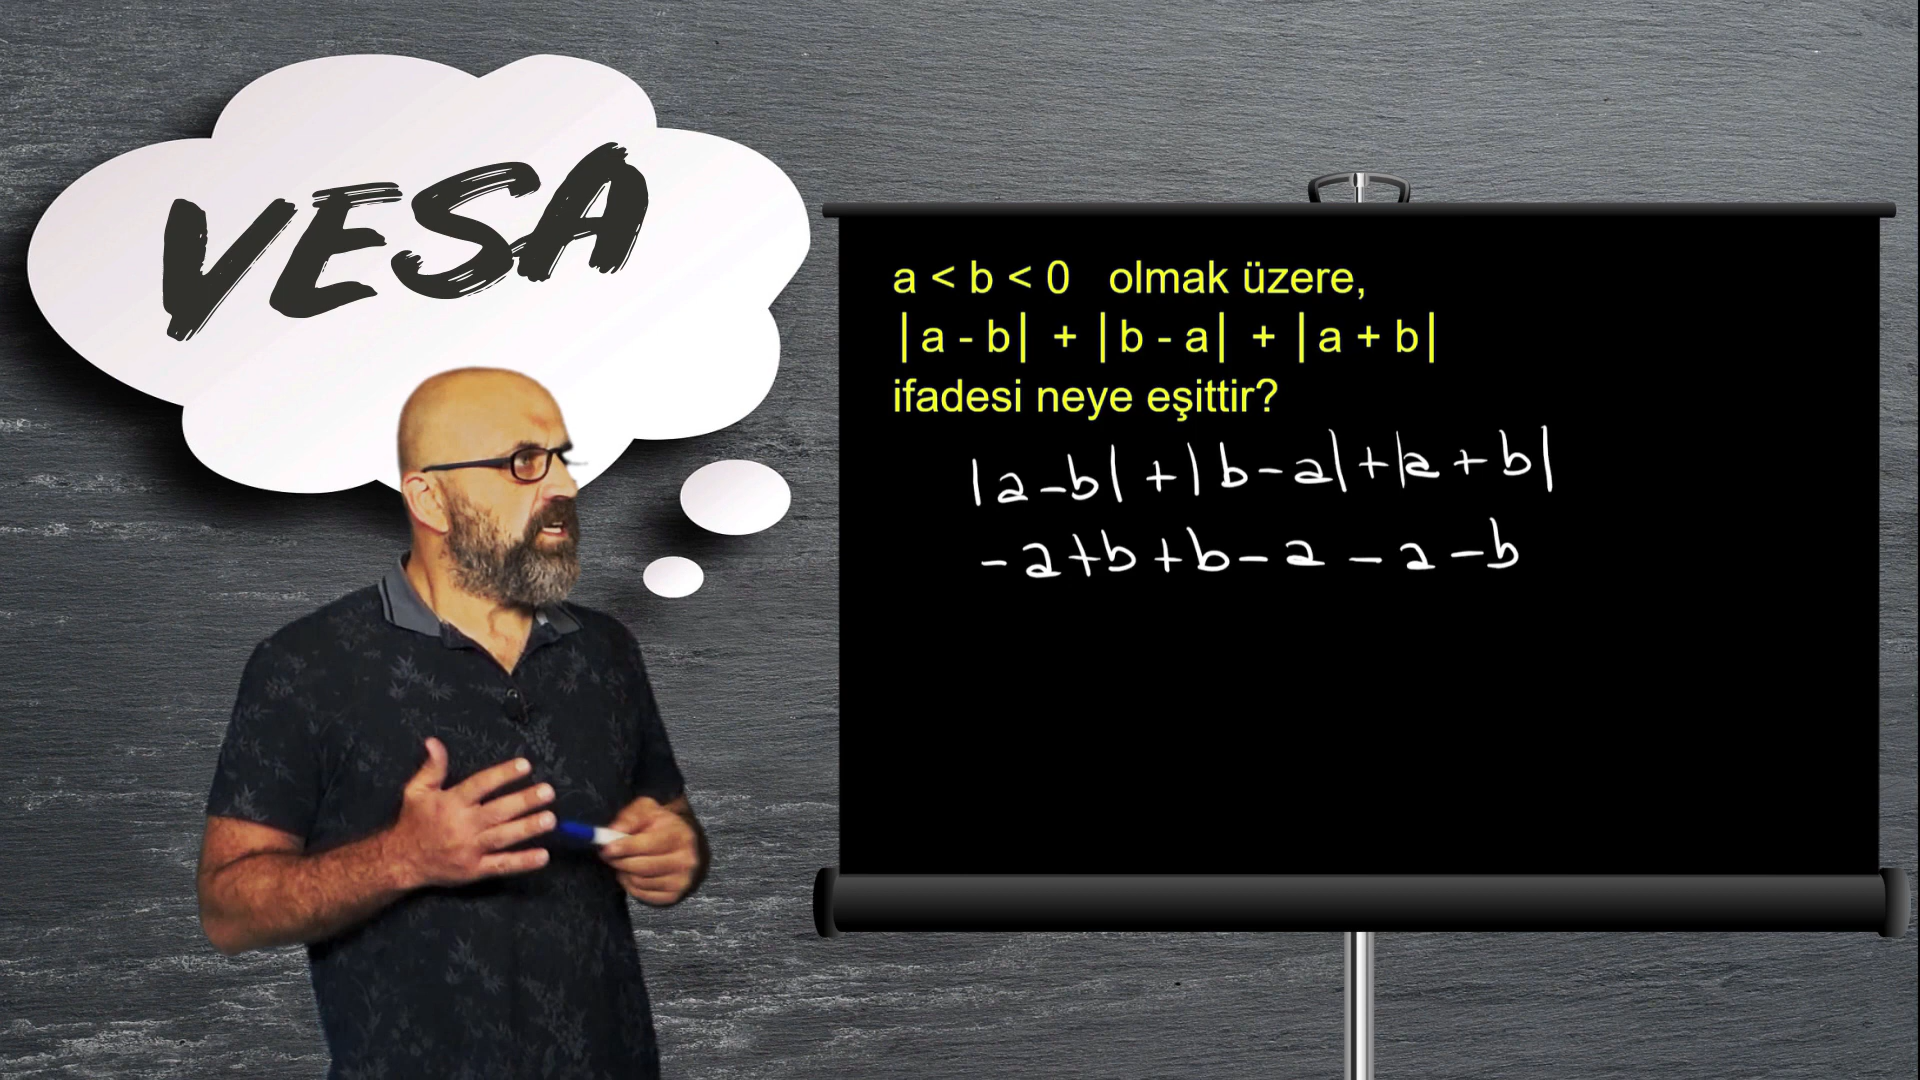 VESA
a < b < 0 olmak üzere,
|a - b| + |b - a| + |a + b|
ifadesi neye eşittir?
|a-b| + |b-a| + |a+b|
-a+b+b-a-a-b